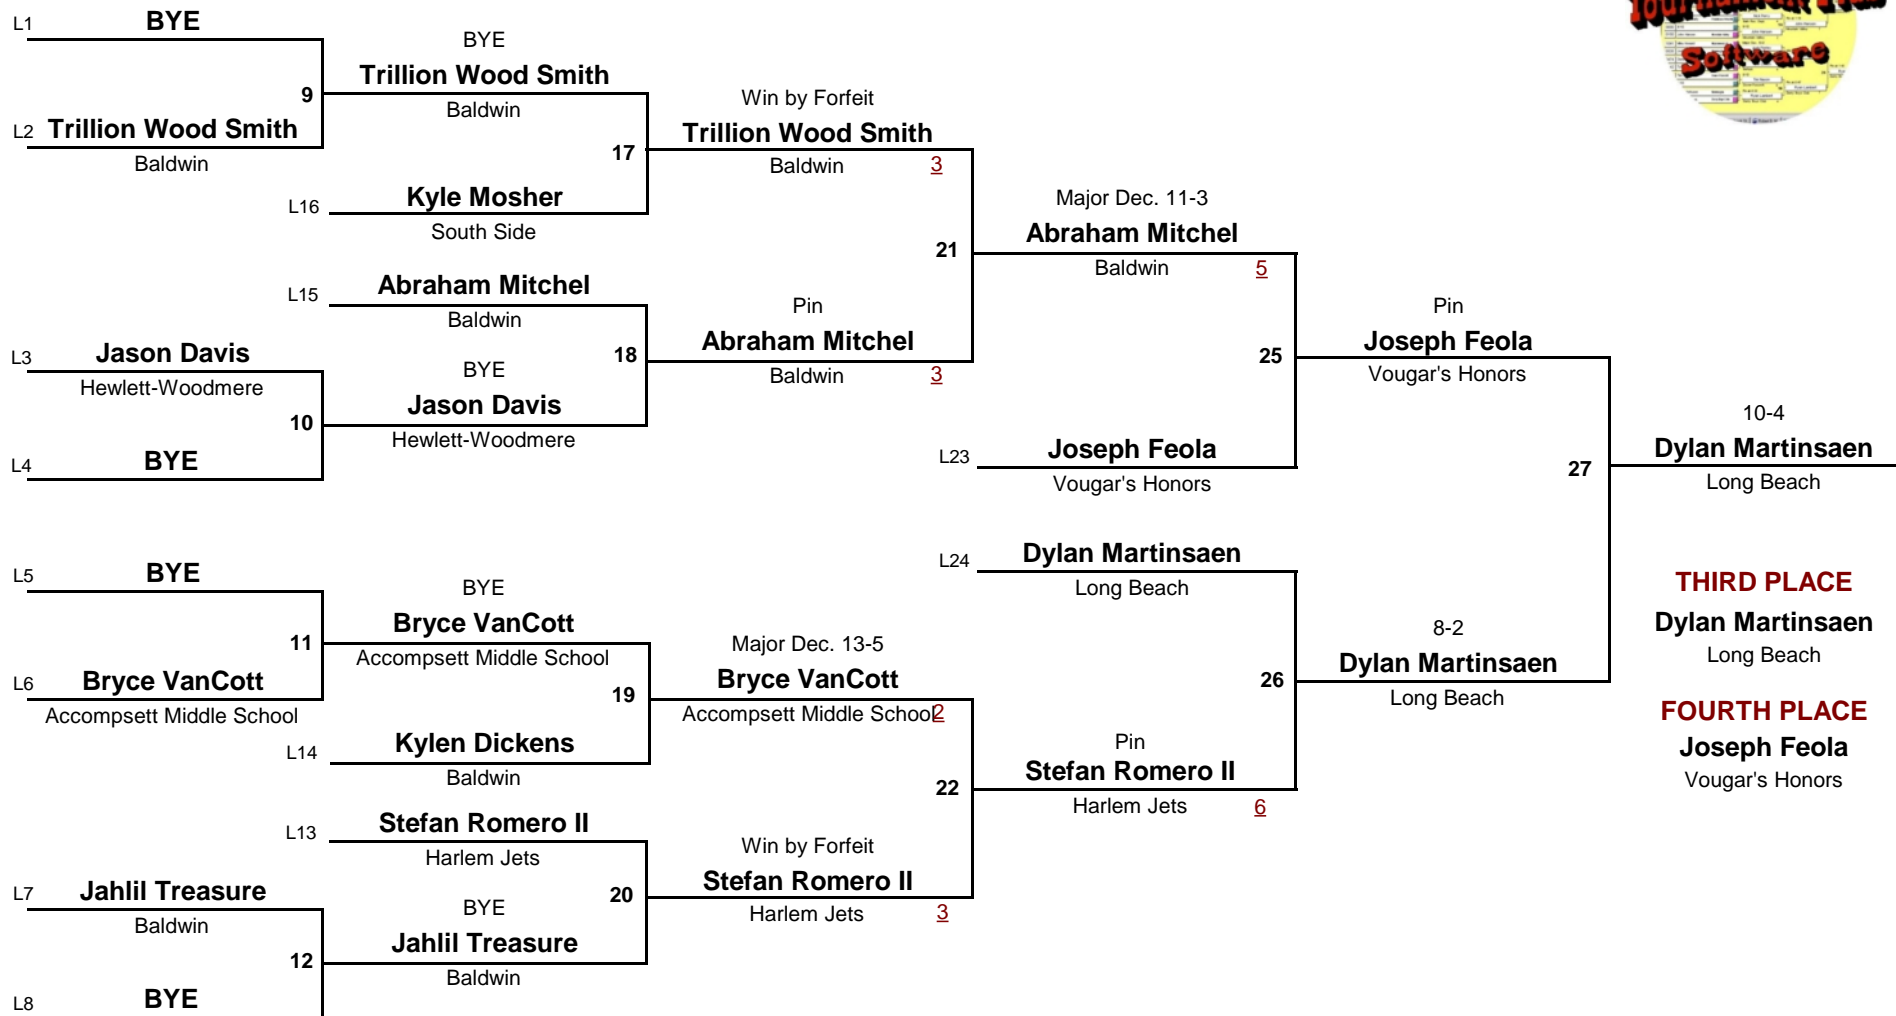 L1
BYE
9
L2
Trillion Wood Smith
Baldwin
BYE
Trillion Wood Smith
Baldwin
17
L16
Kyle Mosher
South Side
L15
Abraham Mitchel
Baldwin
L3
Jason Davis
Hewlett-Woodmere
10
L4
BYE
18
BYE
Jason Davis
Hewlett-Woodmere
Win by Forfeit
Trillion Wood Smith
Baldwin
3
21
Pin
Abraham Mitchel
Baldwin
3
Major Dec. 11-3
Abraham Mitchel
Baldwin
5
25
L23
Joseph Feola
Vougar's Honors
Pin
Joseph Feola
Vougar's Honors
27
10-4
Dylan Martinsaen
Long Beach
L5
BYE
11
L6
Bryce VanCott
Accompsett Middle School
BYE
Bryce VanCott
Accompsett Middle School
19
L14
Kylen Dickens
Baldwin
L13
Stefan Romero II
Harlem Jets
L7
Jahlil Treasure
Baldwin
12
L8
BYE
20
BYE
Jahlil Treasure
Baldwin
Major Dec. 13-5
Bryce VanCott
Accompsett Middle School
2
22
Win by Forfeit
Stefan Romero II
Harlem Jets
3
L24
Dylan Martinsaen
Long Beach
26
Pin
Stefan Romero II
Harlem Jets
6
8-2
Dylan Martinsaen
Long Beach
THIRD PLACE
Dylan Martinsaen
Long Beach
FOURTH PLACE
Joseph Feola
Vougar's Honors
Software